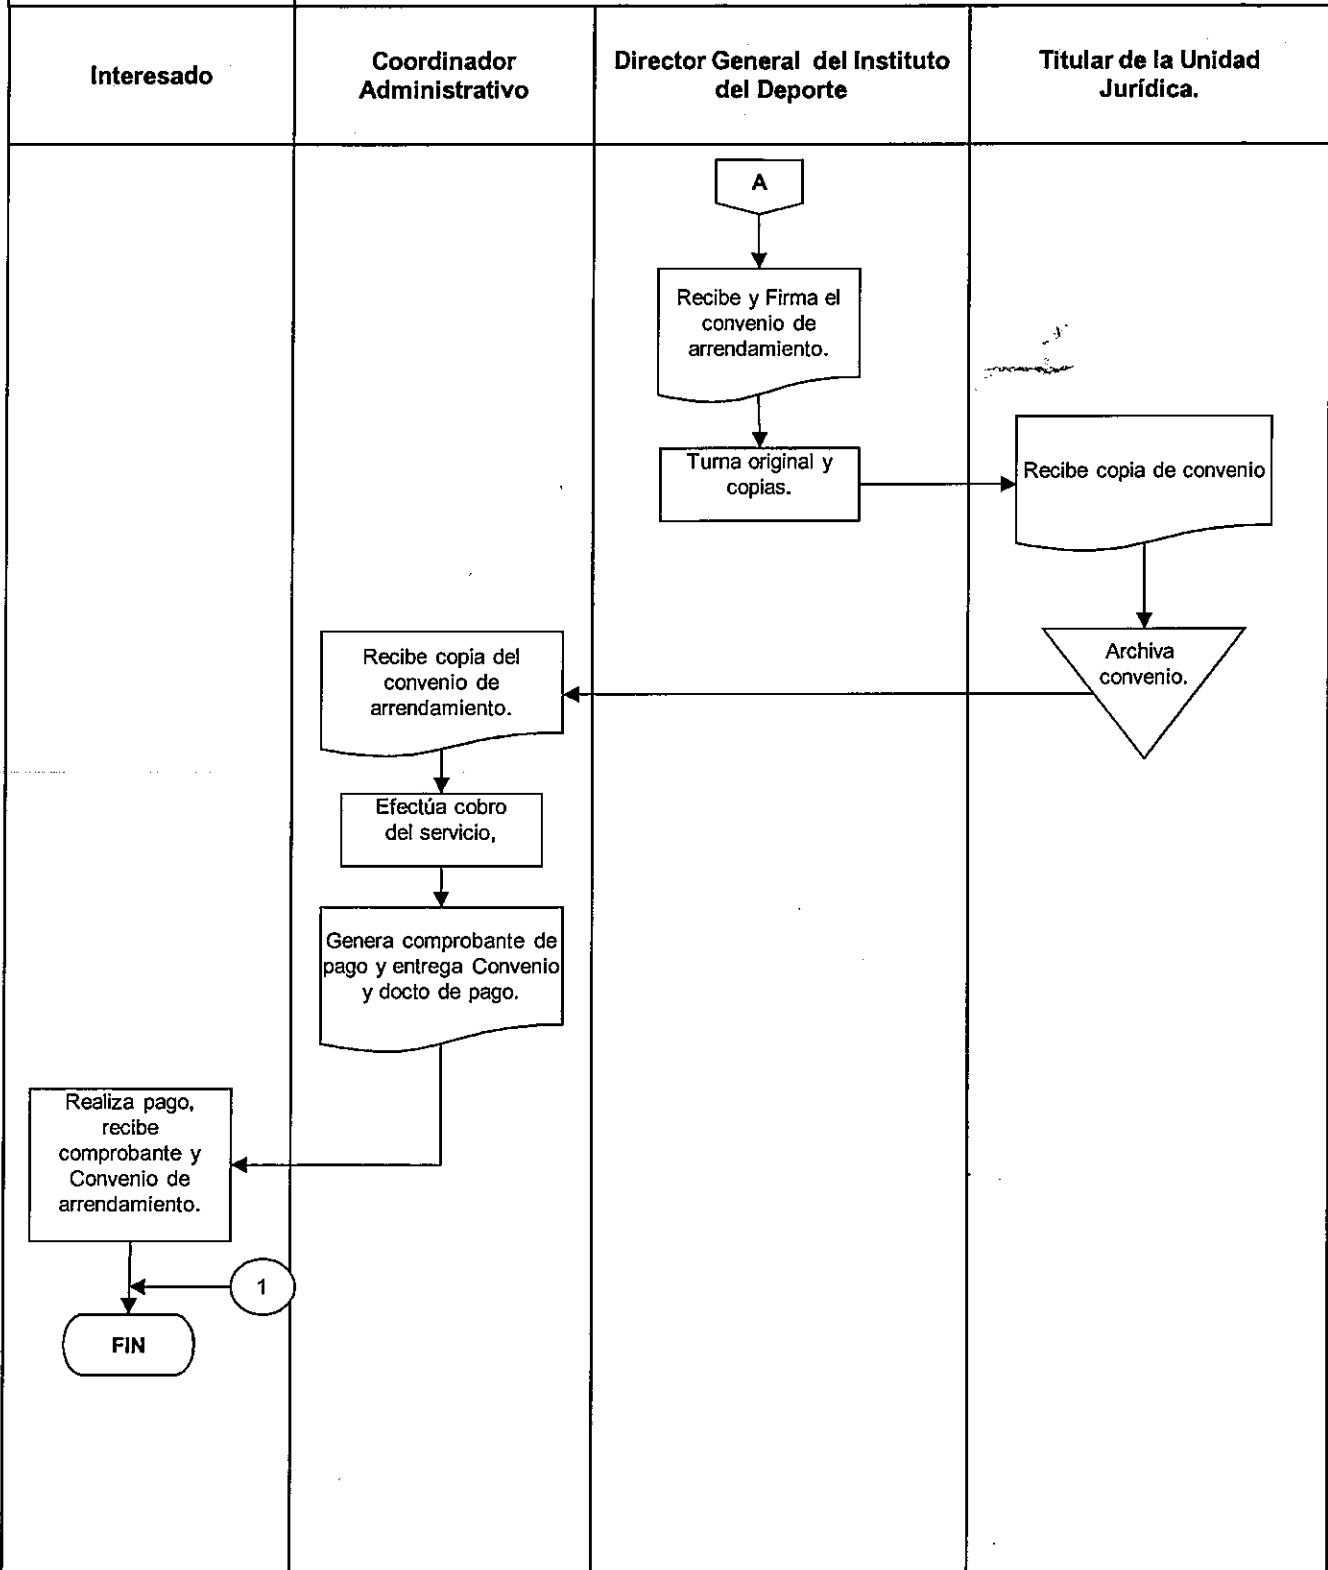 Interesado
Coordinador
Administrativo
Director General del Instituto
del Deporte
Titular de la Unidad
Jurídica.
A
Recibe y Firma el
convenio de
arrendamiento.
Turna original y
copias.
Recibe copia de convenio
Archiva
convenio.
Recibe copia del
convenio de
arrendamiento.
Efectúa cobro
del servicio,
Genera comprobante de
pago y entrega Convenio
y docto de pago.
Realiza pago,
recibe
comprobante y
Convenio de
arrendamiento.
1
FIN